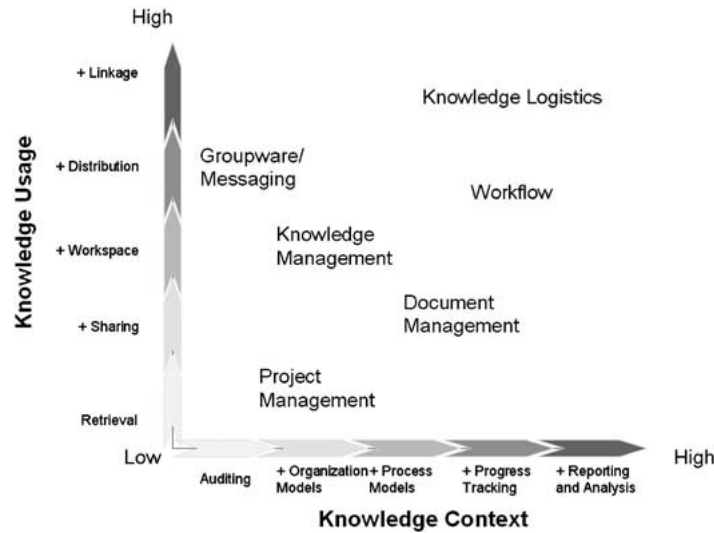 High
+ Linkage
Knowledge Logistics
Groupware/
Messaging
+ Distribution
Workflow
Knowledge Usage
Knowledge
Management
+ Workspace
Document
Management
+ Sharing
Project
Management
Retrieval
Low
High
Auditing
+ Organization
Models
+ Process
Models
+ Progress
Tracking
+ Reporting
and Analysis
Knowledge Context